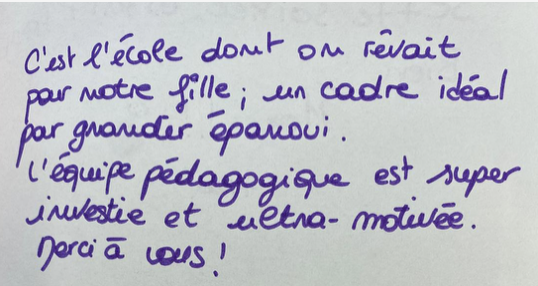 C'est l'école dont on rêvait
pour notre fille ; un cadre idéal
par grandir épanoui.
L'équipe pédagogique est super
investie et ultra-motivée.
Merci à vous !